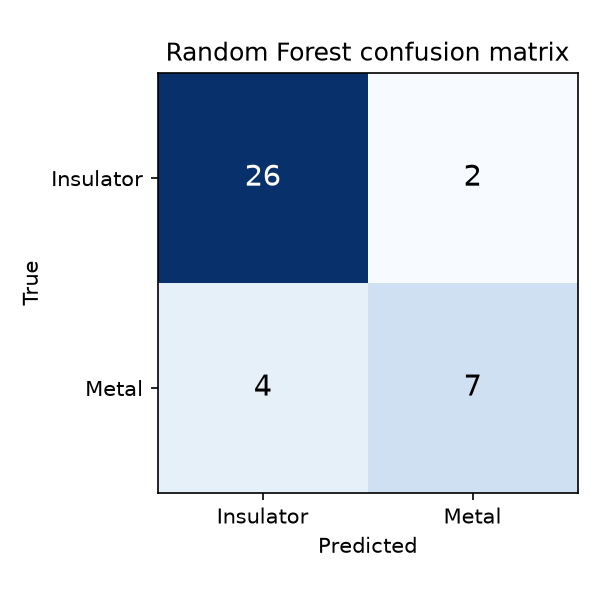 Random Forest confusion matrix
Insulator
26
2
True
Metal
4
7
Insulator
Metal
Predicted